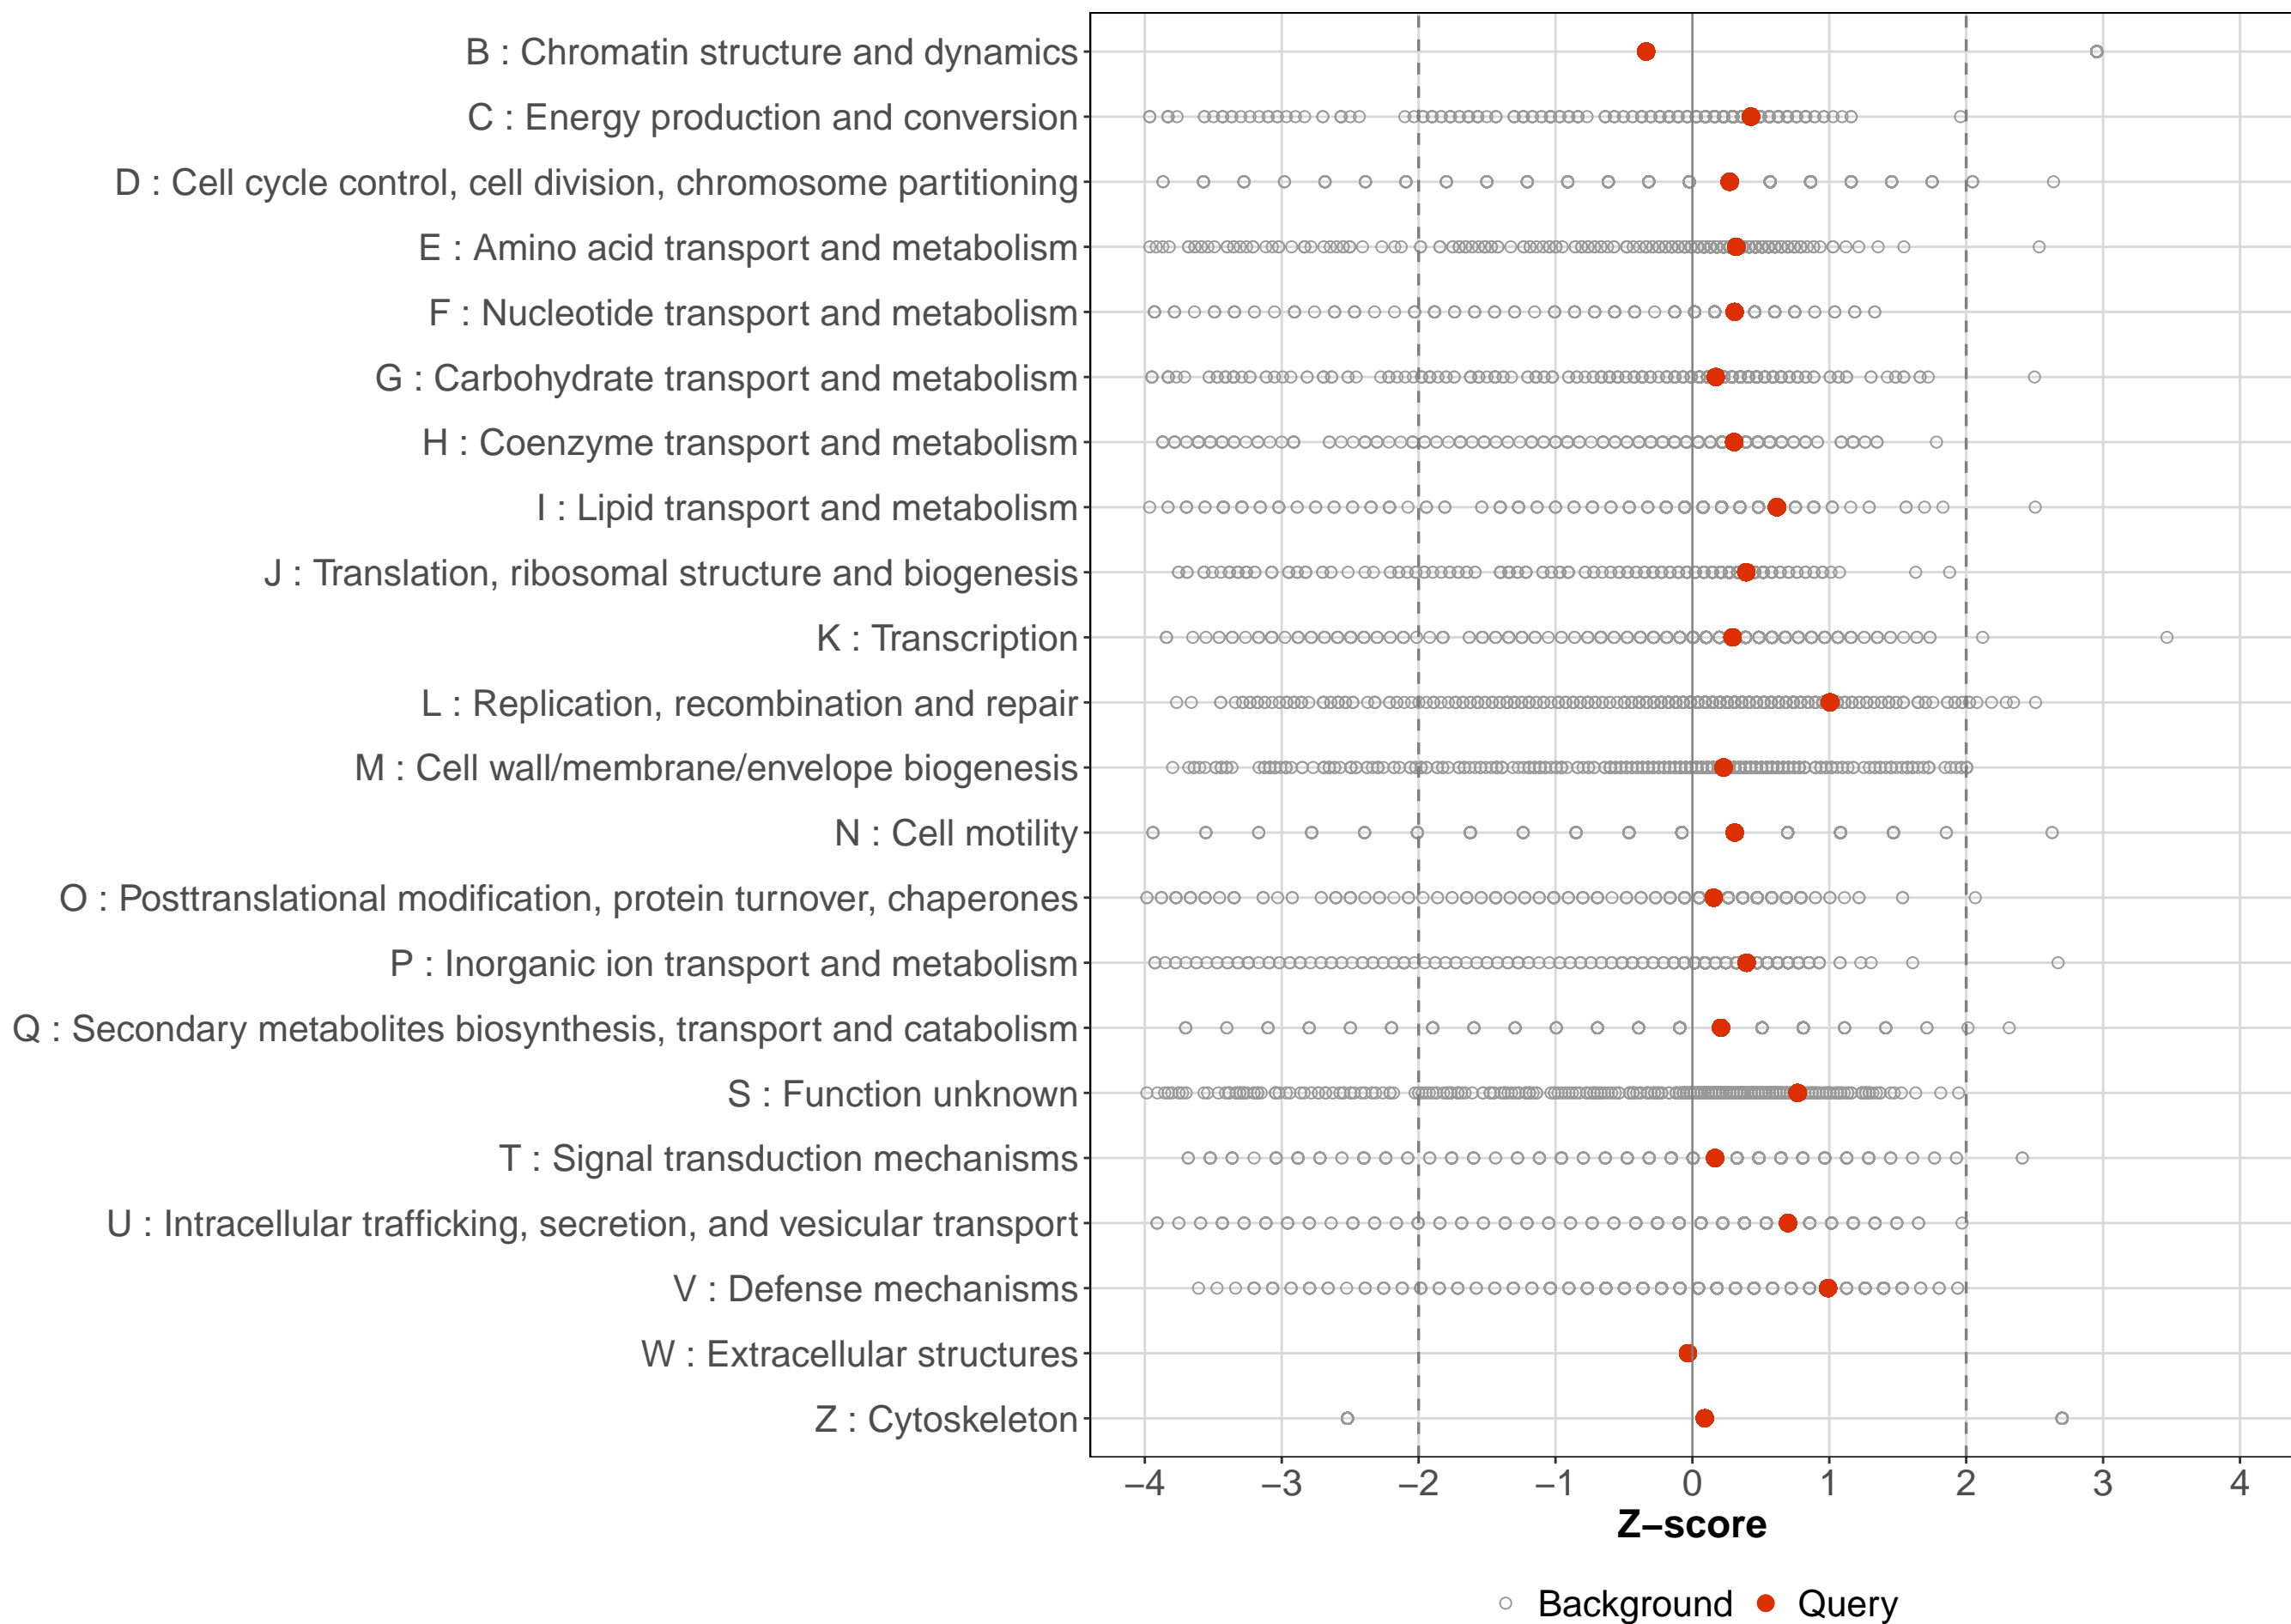 B : Chromatin structure and dynamics
C : Energy production and conversion
D : Cell cycle control, cell division, chromosome partitioning
E : Amino acid transport and metabolism
F : Nucleotide transport and metabolism
G : Carbohydrate transport and metabolism
H : Coenzyme transport and metabolism
I : Lipid transport and metabolism
J : Translation, ribosomal structure and biogenesis
K : Transcription
L : Replication, recombination and repair
M : Cell wall/membrane/envelope biogenesis
N : Cell motility
O : Posttranslational modification, protein turnover, chaperones
P : Inorganic ion transport and metabolism
Q : Secondary metabolites biosynthesis, transport and catabolism
S : Function unknown
T : Signal transduction mechanisms
U : Intracellular trafficking, secretion, and vesicular transport
V : Defense mechanisms
W : Extracellular structures
Z : Cytoskeleton
−4 −3 −2 −1 0 1 2 3 4
Z−score
Background Query